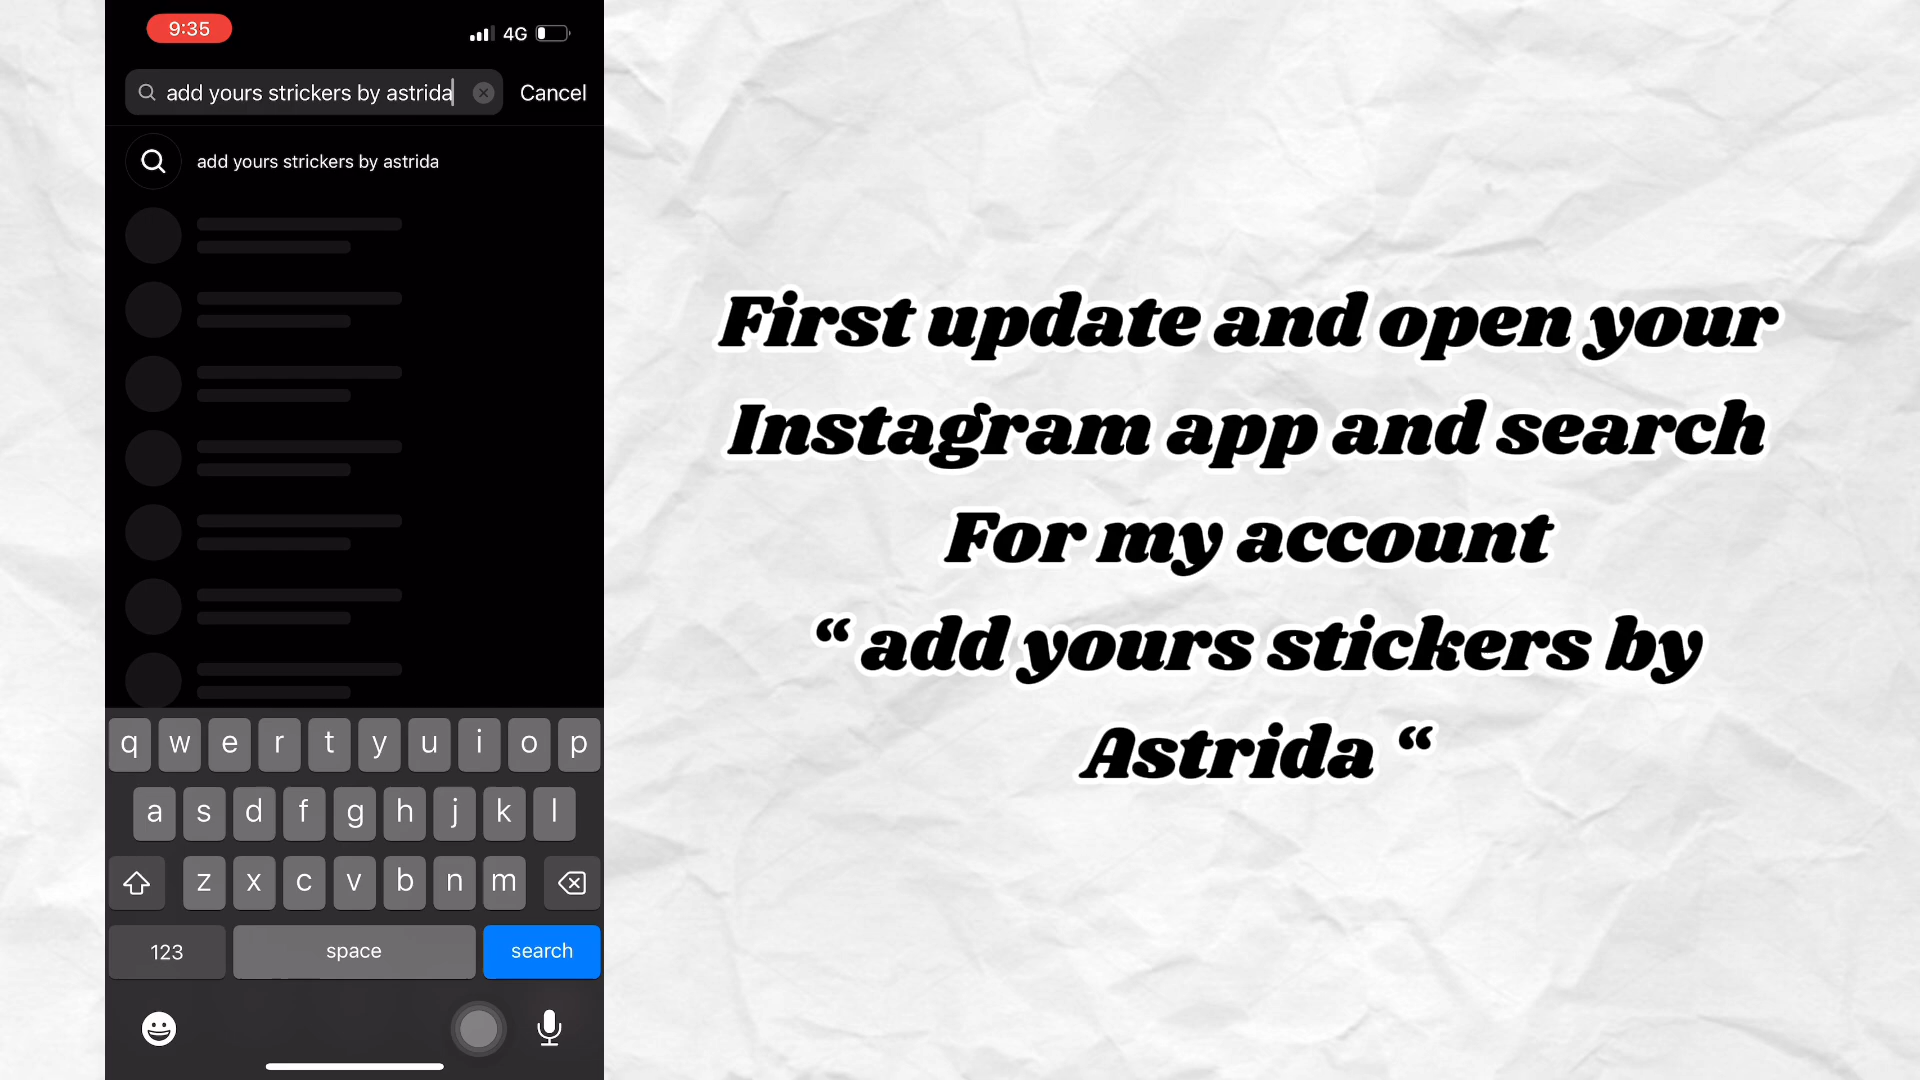 9:35
4G
add yours strickers by astrida
Cancel
add yours strickers by astrida
q w e r t y u i o p
a s d f g h j k l
z x c v b n m
123
space
search
First update and open your
Instagram app and search
For my account
“ add yours stickers by
Astrida “